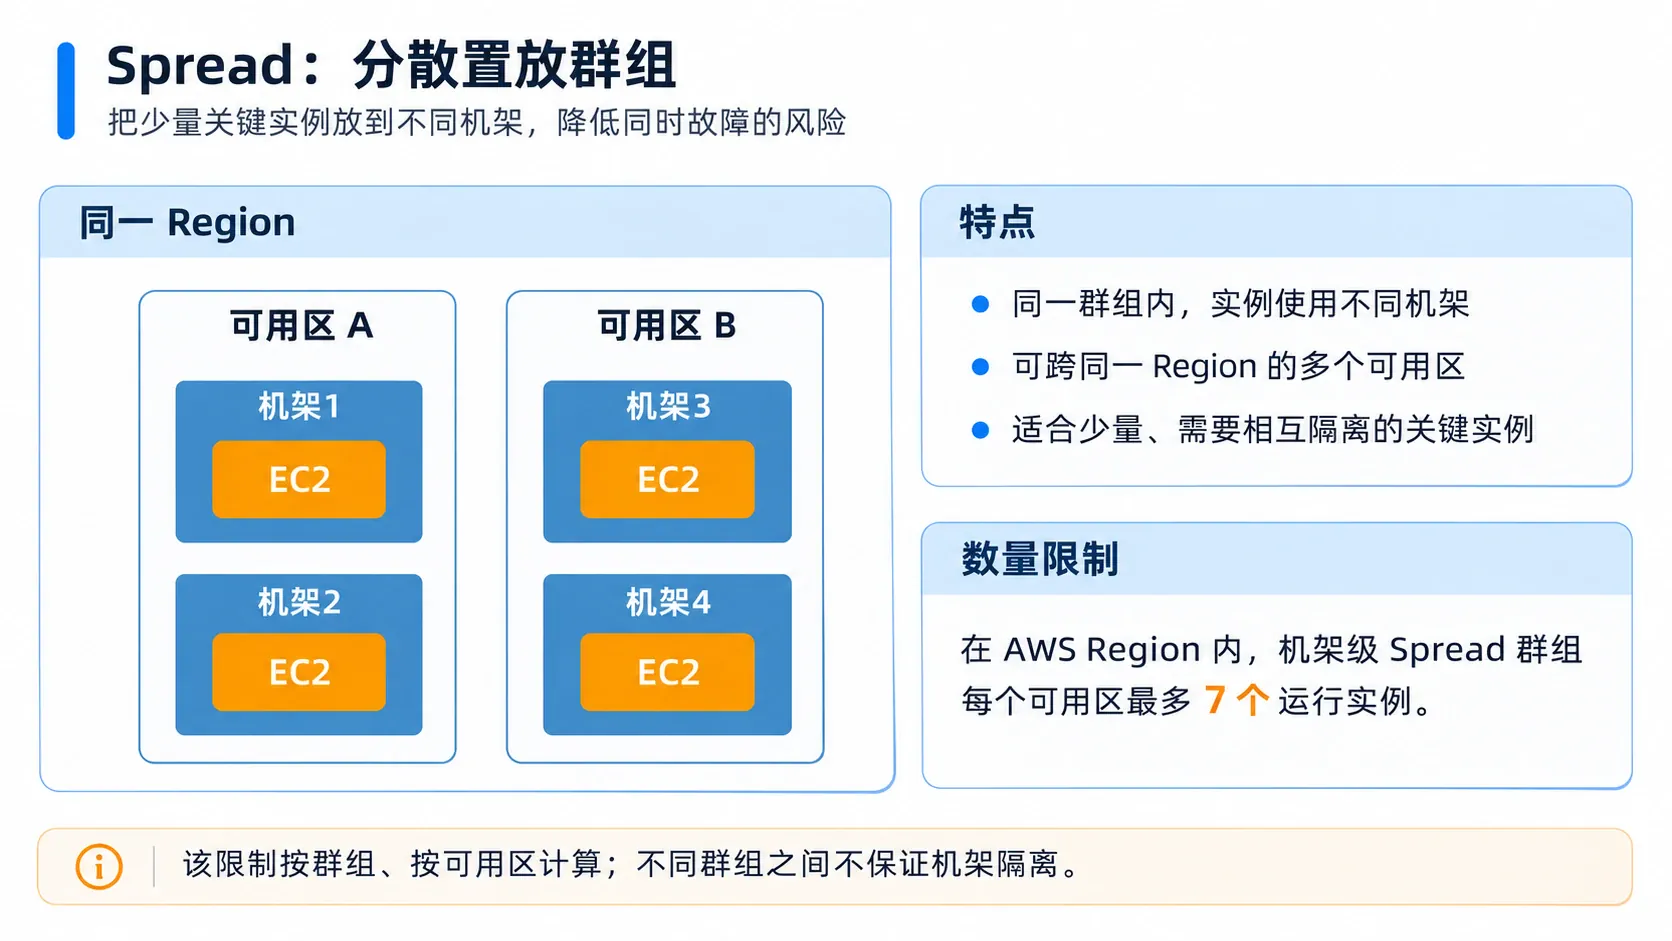 Spread：分散置放群组
把少量关键实例放到不同机架，降低同时故障的风险
同一 Region
可用区 A
机架1
EC2
机架2
EC2
可用区 B
机架3
EC2
机架4
EC2
特点
同一群组内，实例使用不同机架
可跨同一 Region 的多个可用区
适合少量、需要相互隔离的关键实例
数量限制
在 AWS Region 内，机架级 Spread 群组
每个可用区最多 7 个 运行实例。
该限制按群组、按可用区计算；不同群组之间不保证机架隔离。